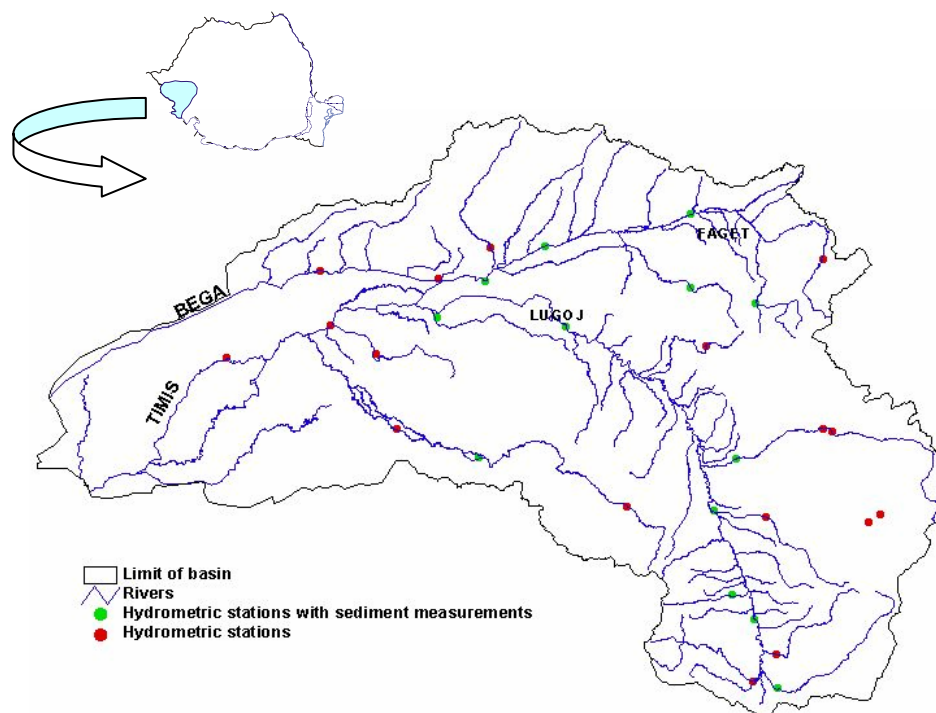 FAGET
BEGA
LUGOJ
TIMIS
Limit of basin
Rivers
Hydrometric stations with sediment measurements
Hydrometric stations